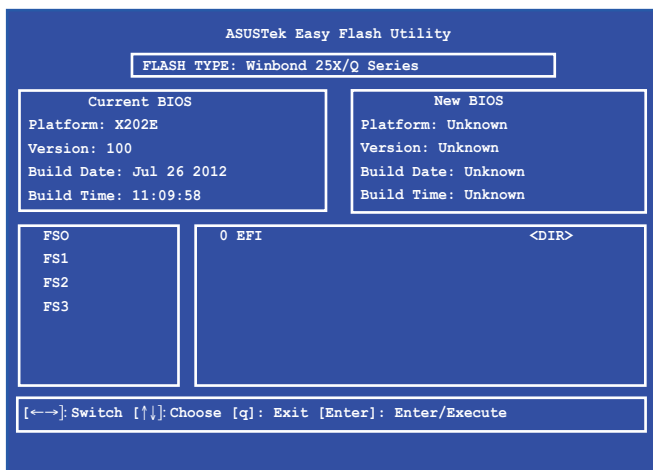 ASUSTek Easy Flash Utility
FLASH TYPE: Winbond 25X/Q Series
Current BIOS
Platform: X202E
Version: 100
Build Date: Jul 26 2012
Build Time: 11:09:58
New BIOS
Platform: Unknown
Version: Unknown
Build Date: Unknown
Build Time: Unknown
FSO
FS1
FS2
FS3
0 EFI <DIR>
[←→]: Switch [↑↓]: Choose [q]: Exit [Enter]: Enter/Execute